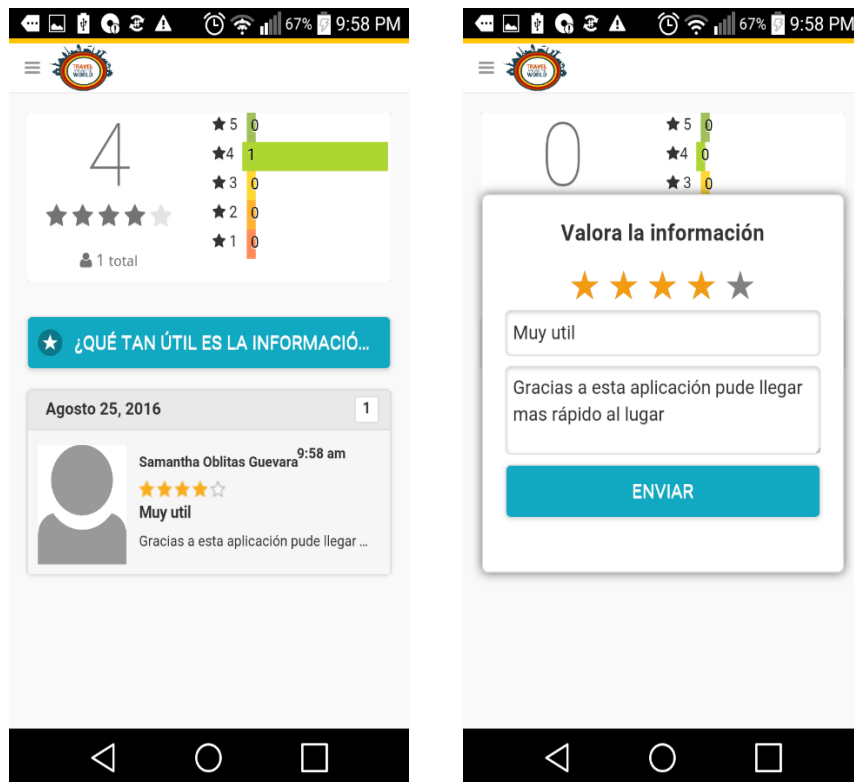 67% 9:58 PM
TRAVEL
WORLD
4
5 0
4 1
3 0
2 0
1 0
1 total
¿QUÉ TAN ÚTIL ES LA INFORMACIÓ...
Agosto 25, 2016 1
Samantha Oblitas Guevara 9:58 am
Muy util
Gracias a esta aplicación pude llegar ...
67% 9:58 PM
TRAVEL
WORLD
0
5 0
4 0
3 0
Valora la información
Muy util
Gracias a esta aplicación pude llegar
mas rápido al lugar
ENVIAR